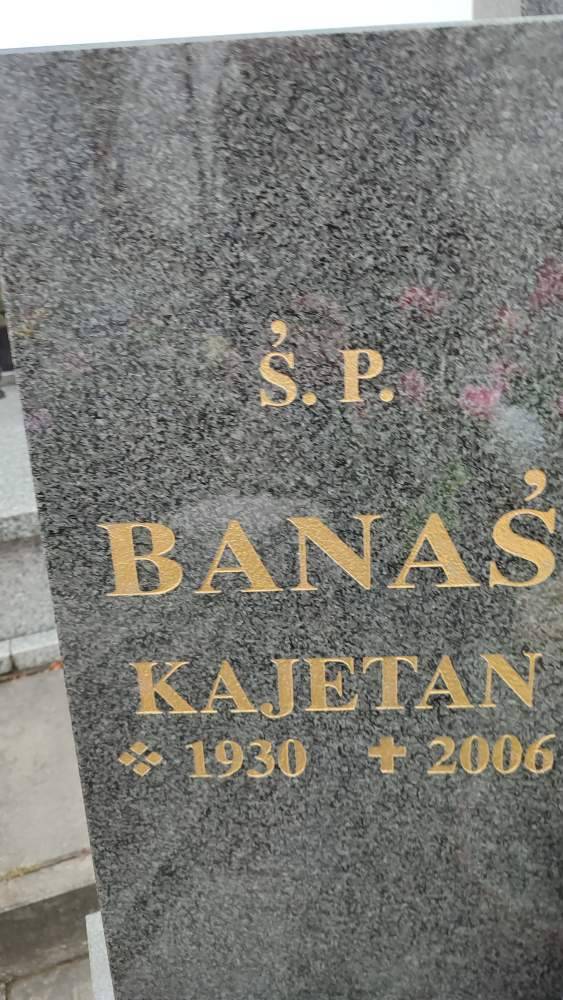 Ś. P.
BANAŚ
KAJETAN
❖ 1930 ✝ 2006